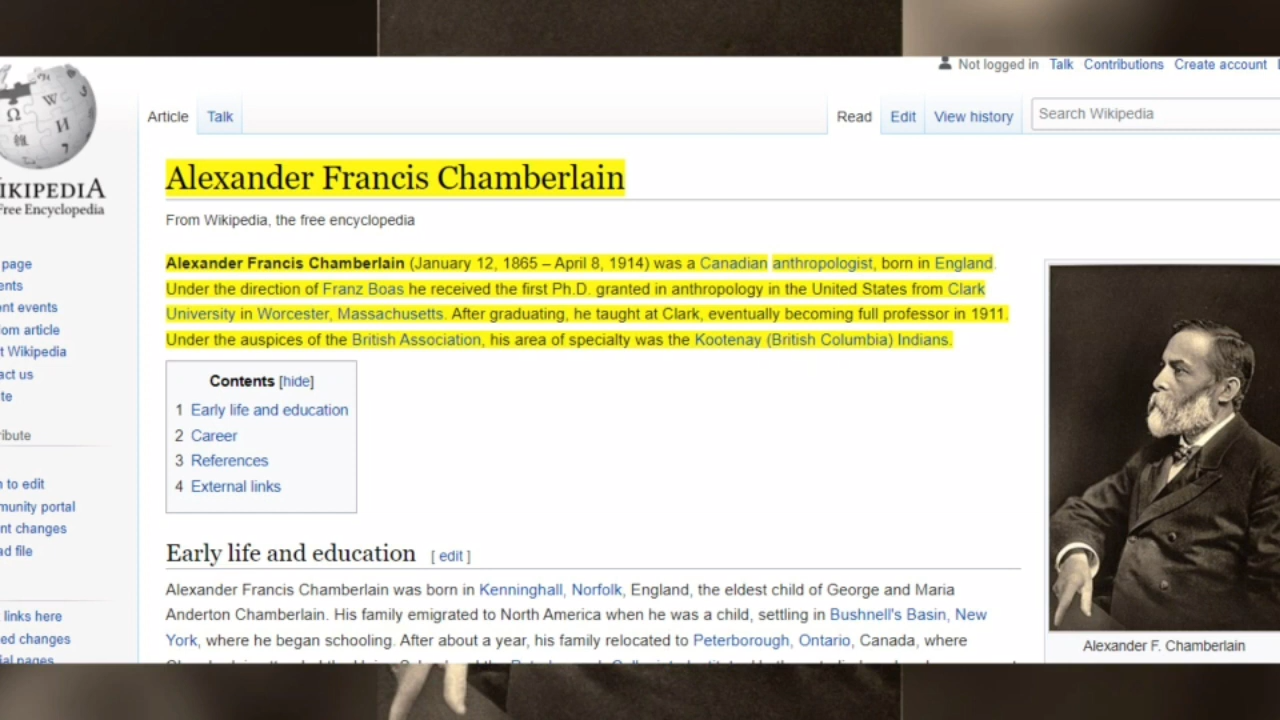 Not logged in Talk Contributions Create account
Article Talk Read Edit View history Search Wikipedia
IKIPEDIA
Free Encyclopedia
Alexander Francis Chamberlain
From Wikipedia, the free encyclopedia
Alexander Francis Chamberlain (January 12, 1865 – April 8, 1914) was a Canadian anthropologist, born in England.
Under the direction of Franz Boas he received the first Ph.D. granted in anthropology in the United States from Clark
University in Worcester, Massachusetts. After graduating, he taught at Clark, eventually becoming full professor in 1911.
Under the auspices of the British Association, his area of specialty was the Kootenay (British Columbia) Indians.
page
ents
nt events
om article
t Wikipedia
act us
te
ribute
n to edit
munity portal
nt changes
ad file
links here
ed changes
ial pages
Contents [hide]
1 Early life and education
2 Career
3 References
4 External links
Early life and education [ edit ]
Alexander Francis Chamberlain was born in Kenninghall, Norfolk, England, the eldest child of George and Maria
Anderton Chamberlain. His family emigrated to North America when he was a child, settling in Bushnell's Basin, New
York, where he began schooling. After about a year, his family relocated to Peterborough, Ontario, Canada, where
Alexander F. Chamberlain